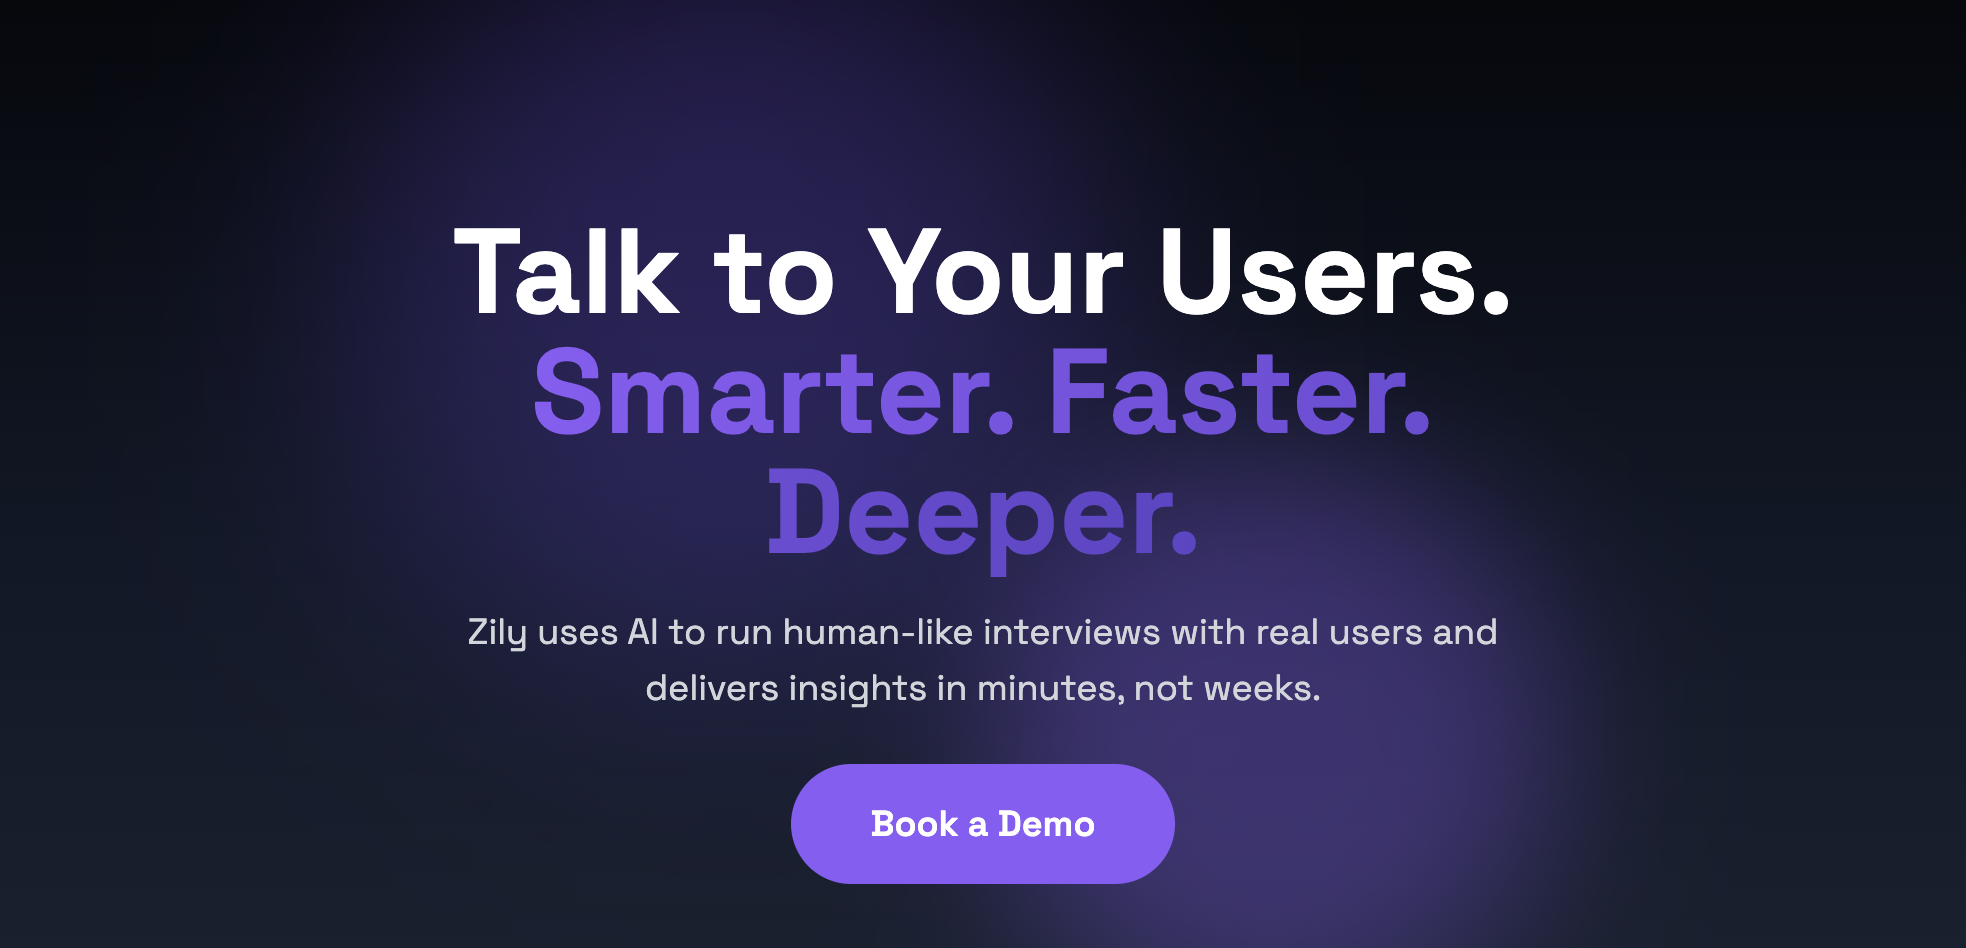 Talk to Your Users.
Smarter. Faster.
Deeper.
Zily uses AI to run human-like interviews with real users and
delivers insights in minutes, not weeks.
Book a Demo